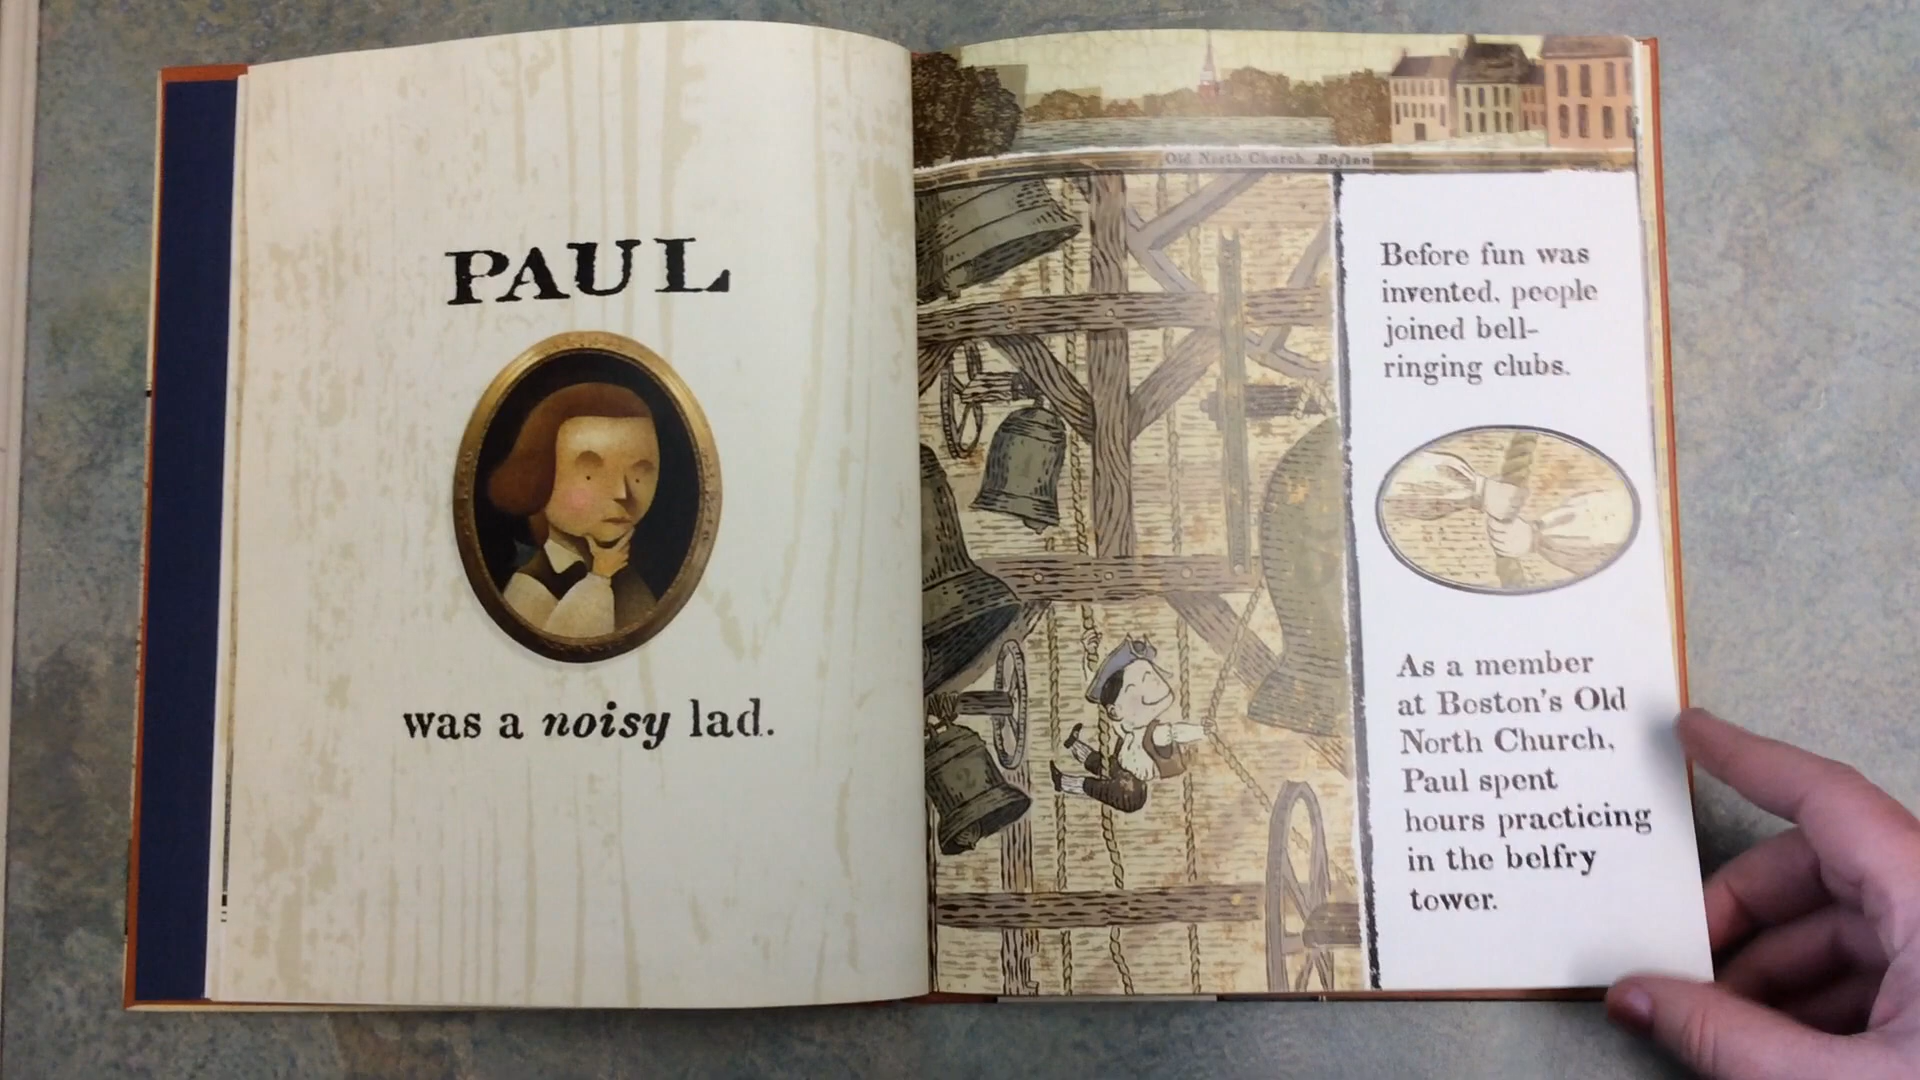 PAUL
was a noisy lad.
Old North Church, Boston
Before fun was
invented, people
joined bell-
ringing clubs.
As a member
at Boston's Old
North Church,
Paul spent
hours practicing
in the belfry
tower.